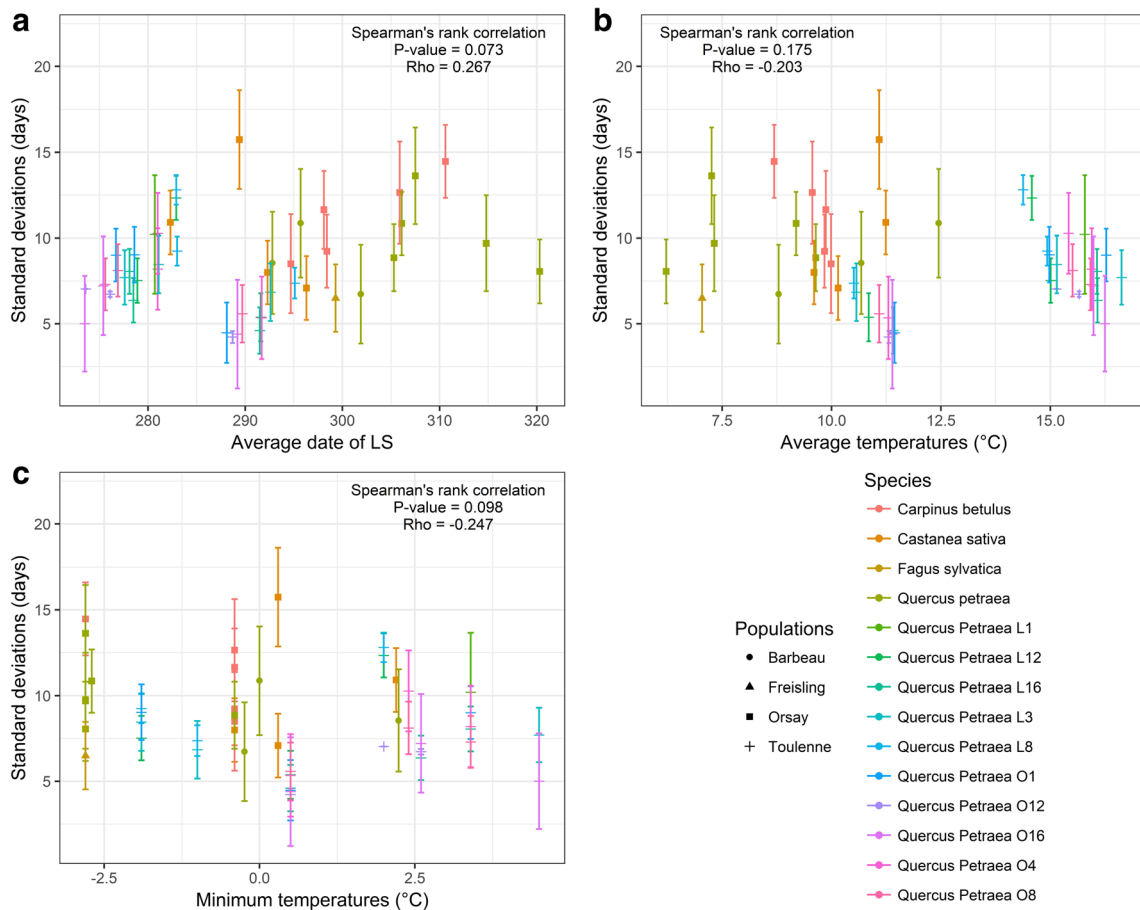 a
Spearman's rank correlation
P-value = 0.073
Rho = 0.267
Standard deviations (days)
20
15
10
5
280
290
300
310
320
Average date of LS
b
Spearman's rank correlation
P-value = 0.175
Rho = -0.203
Standard deviations (days)
20
15
10
5
7.5
10.0
12.5
15.0
Average temperatures (°C)
c
Spearman's rank correlation
P-value = 0.098
Rho = -0.247
Standard deviations (days)
20
15
10
5
-2.5
0.0
2.5
Minimum temperatures (°C)
Populations
Barbeau
Freisling
Orsay
Toulenne
Species
Carpinus betulus
Castanea sativa
Fagus sylvatica
Quercus petraea
Quercus Petraea L1
Quercus Petraea L12
Quercus Petraea L16
Quercus Petraea L3
Quercus Petraea L8
Quercus Petraea O1
Quercus Petraea O12
Quercus Petraea O16
Quercus Petraea O4
Quercus Petraea O8